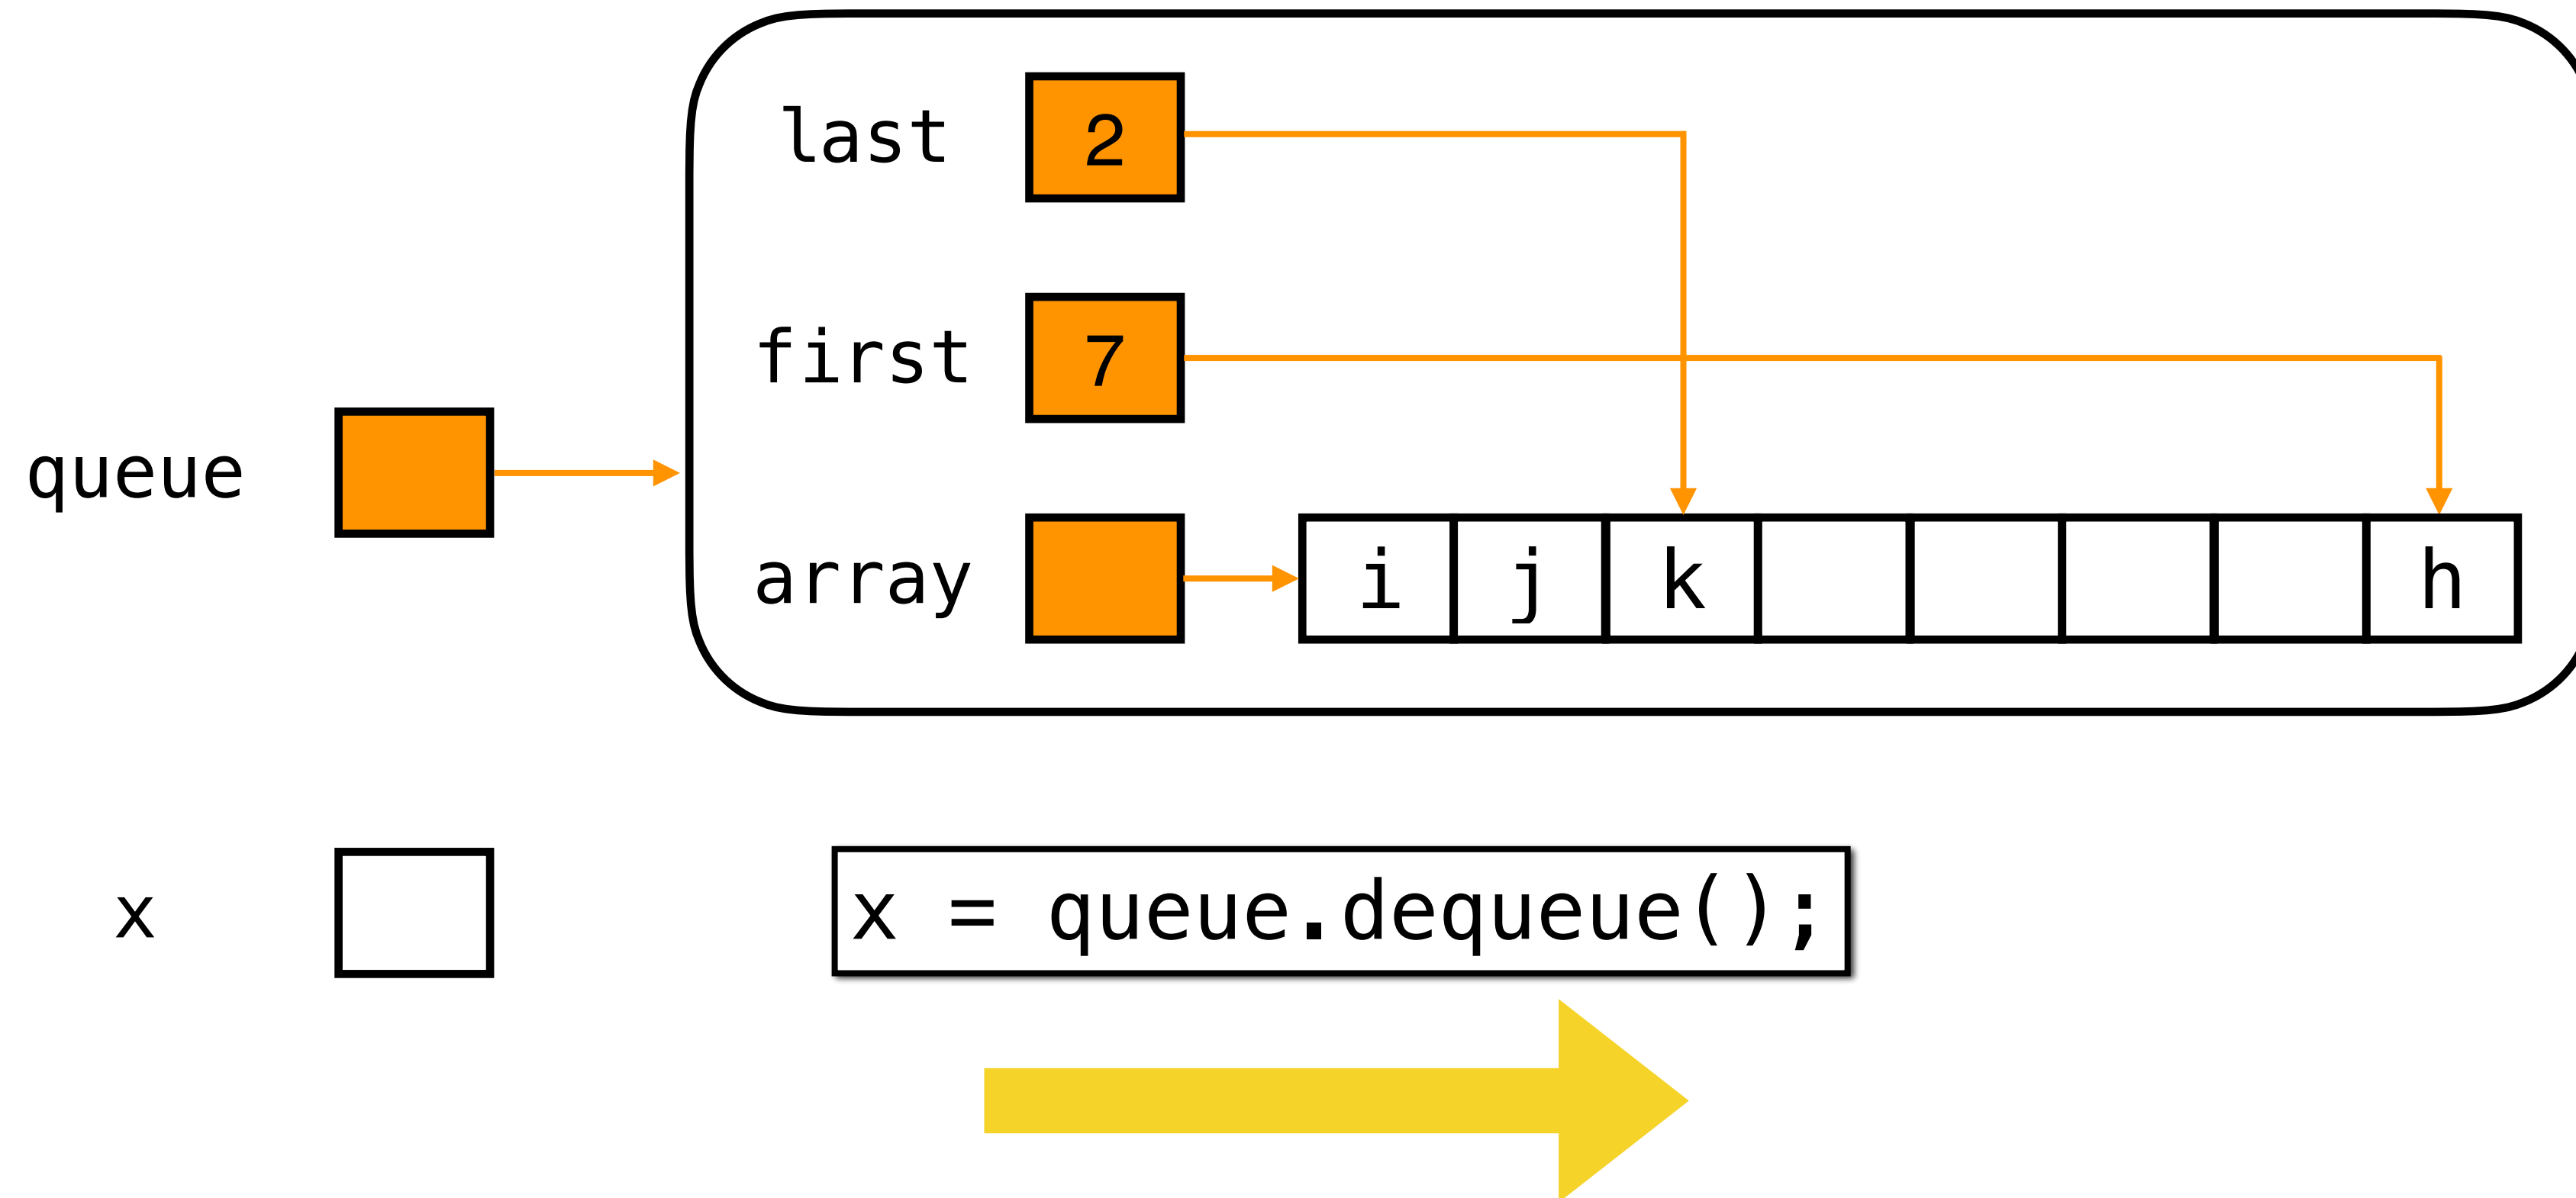 last 2
first 7
queue
array i j k h
x
x = queue.dequeue();